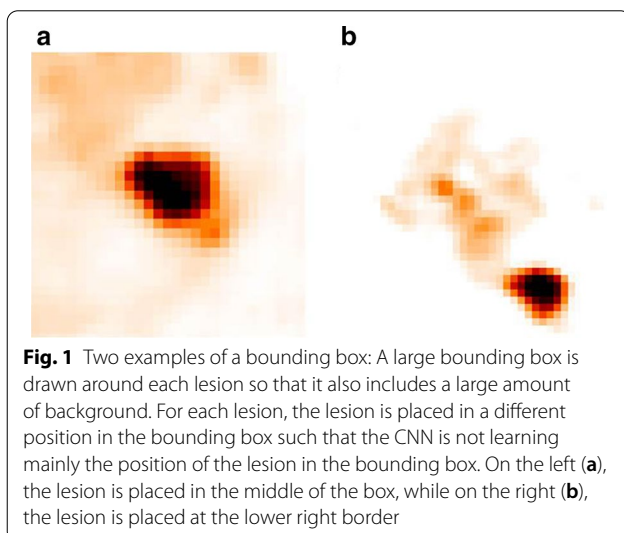 a b
Fig. 1 Two examples of a bounding box: A large bounding box is
drawn around each lesion so that it also includes a large amount
of background. For each lesion, the lesion is placed in a different
position in the bounding box such that the CNN is not learning
mainly the position of the lesion in the bounding box. On the left (a),
the lesion is placed in the middle of the box, while on the right (b),
the lesion is placed at the lower right border